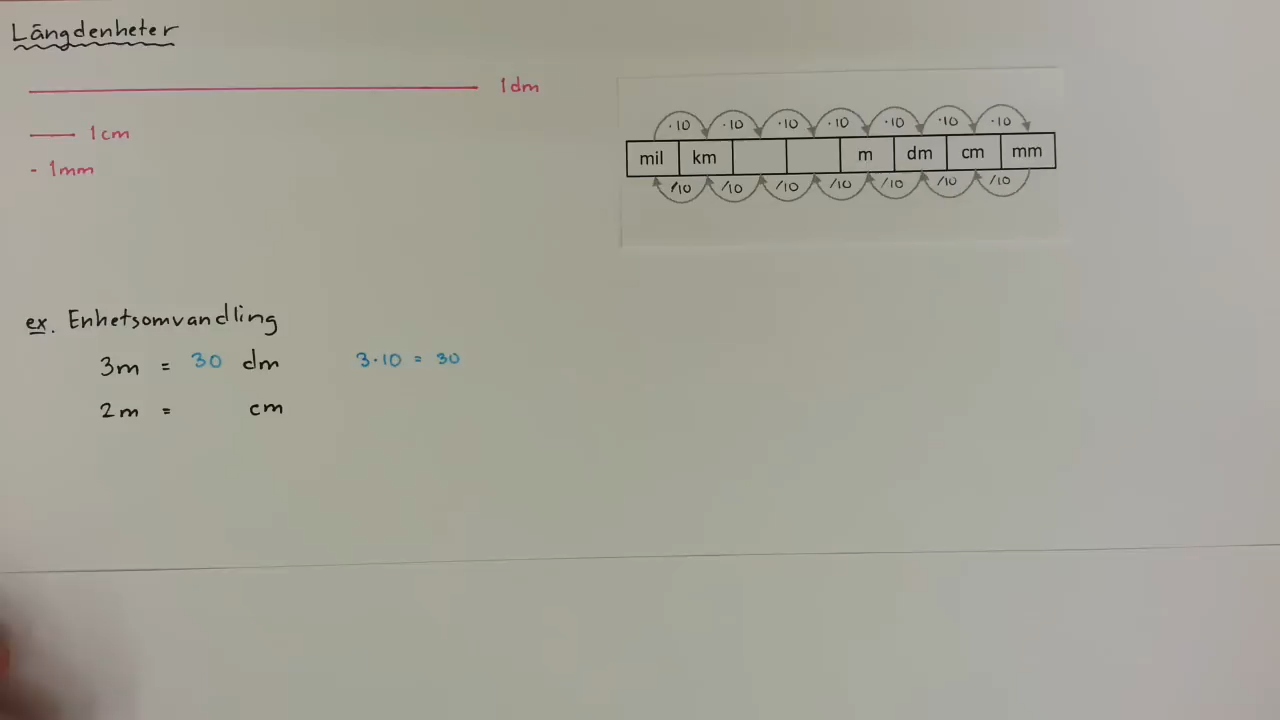 Längdenheter
1dm
1cm
1mm
·10 ·10 ·10 ·10 ·10 ·10 ·10
mil km m dm cm mm
/10 /10 /10 /10 /10 /10 /10
ex. Enhetsomvandling
3m = 30 dm 3·10 = 30
2m = cm